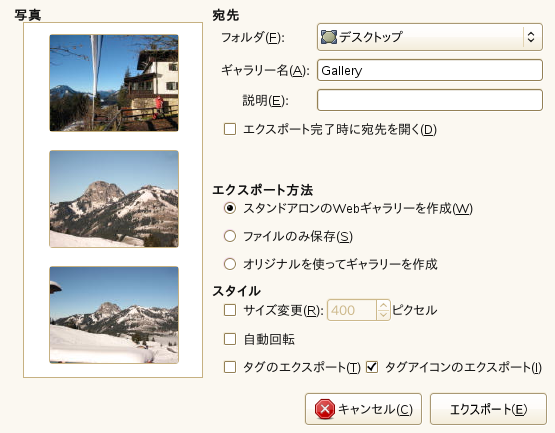 写真
宛先
フォルダ(F): デスクトップ
ギャラリー名(A): Gallery
説明(E):
エクスポート完了時に宛先を開く(D)
エクスポート方法
スタンドアロンのWebギャラリーを作成(W)
ファイルのみ保存(S)
オリジナルを使ってギャラリーを作成
スタイル
サイズ変更(R): 400 ピクセル
自動回転
タグのエクスポート(T) タグアイコンのエクスポート(I)
キャンセル(C) エクスポート(E)